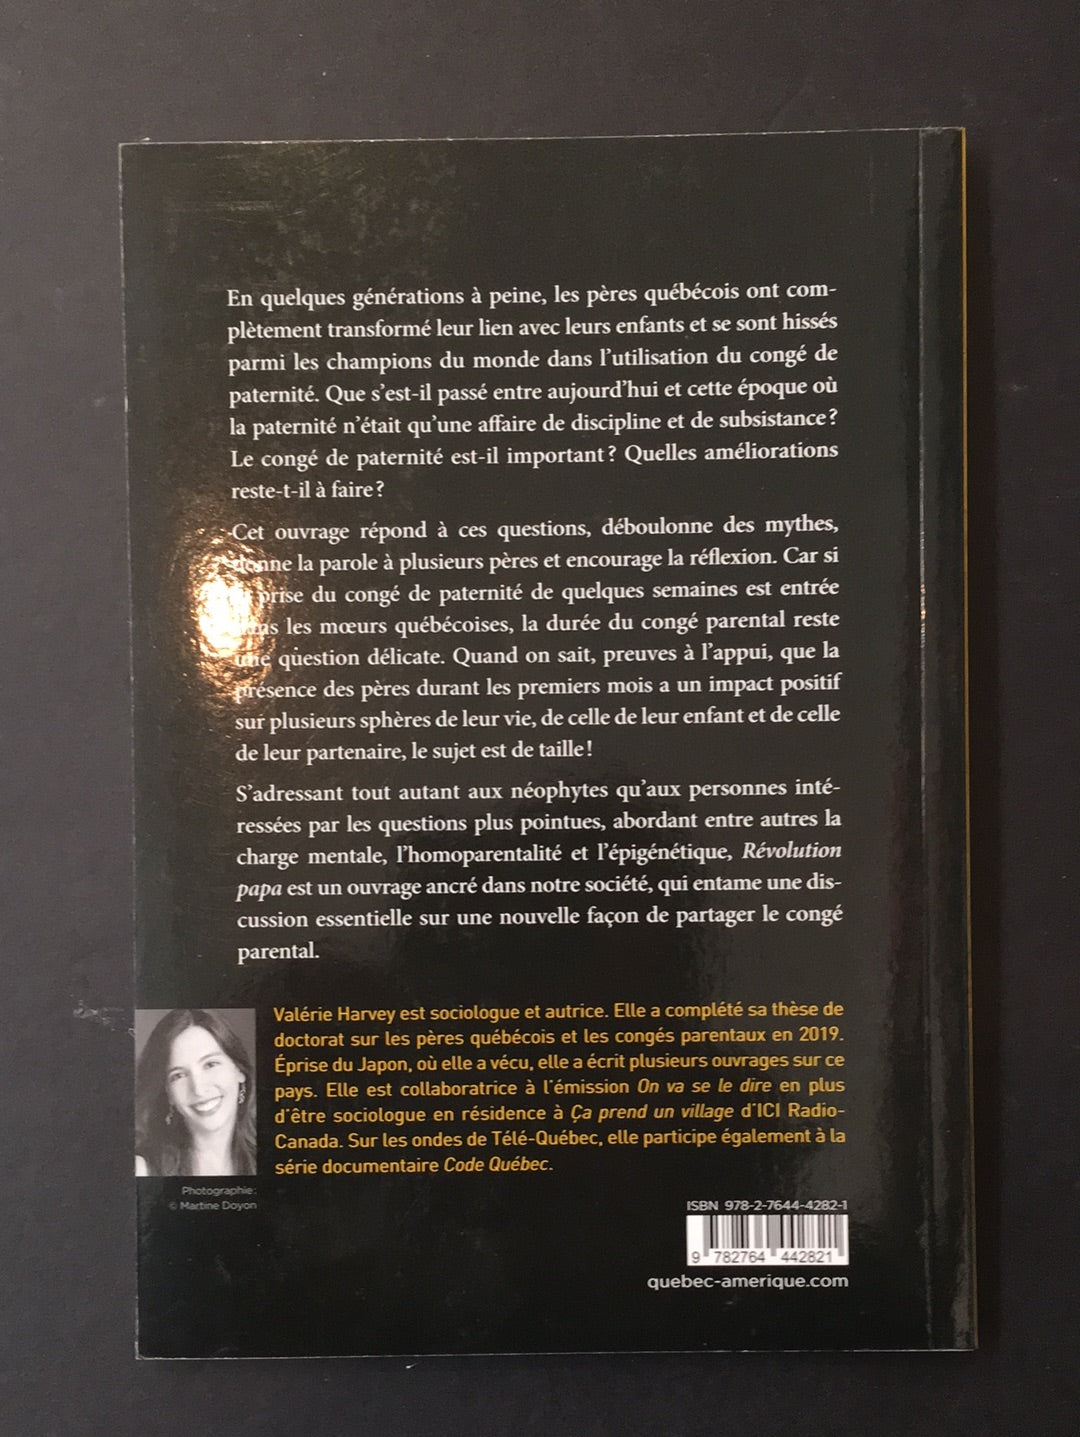 En quelques générations à peine, les pères québécois ont com-
plètement transformé leur lien avec leurs enfants et se sont hissés
parmi les champions du monde dans l'utilisation du congé de
paternité. Que s'est-il passé entre aujourd'hui et cette époque où
la paternité n'était qu'une affaire de discipline et de subsistance ?
Le congé de paternité est-il important ? Quelles améliorations
reste-t-il à faire ?
Cet ouvrage répond à ces questions, déboulonne des mythes,
donne la parole à plusieurs pères et encourage la réflexion. Car si
prise du congé de paternité de quelques semaines est entrée
dans les mœurs québécoises, la durée du congé parental reste
une question délicate. Quand on sait, preuves à l'appui, que la
présence des pères durant les premiers mois a un impact positif
sur plusieurs sphères de leur vie, de celle de leur enfant et de celle
de leur partenaire, le sujet est de taille !
S'adressant tout autant aux néophytes qu'aux personnes inté-
ressées par les questions plus pointues, abordant entre autres la
charge mentale, l'homoparentalité et l'épigénétique, Révolution
papa est un ouvrage ancré dans notre société, qui entame une dis-
cussion essentielle sur une nouvelle façon de partager le congé
parental.
Valérie Harvey est sociologue et autrice. Elle a complété sa thèse de
doctorat sur les pères québécois et les congés parentaux en 2019.
Éprise du Japon, où elle a vécu, elle a écrit plusieurs ouvrages sur ce
pays. Elle est collaboratrice à l'émission On va se le dire en plus
d'être sociologue en résidence à Ça prend un village d'ICI Radio-
Canada. Sur les ondes de Télé-Québec, elle participe également à la
série documentaire Code Québec.
Photographie :
© Martine Doyon
ISBN 978-2-7644-4282-1
9 782764 442821
quebec-amerique.com